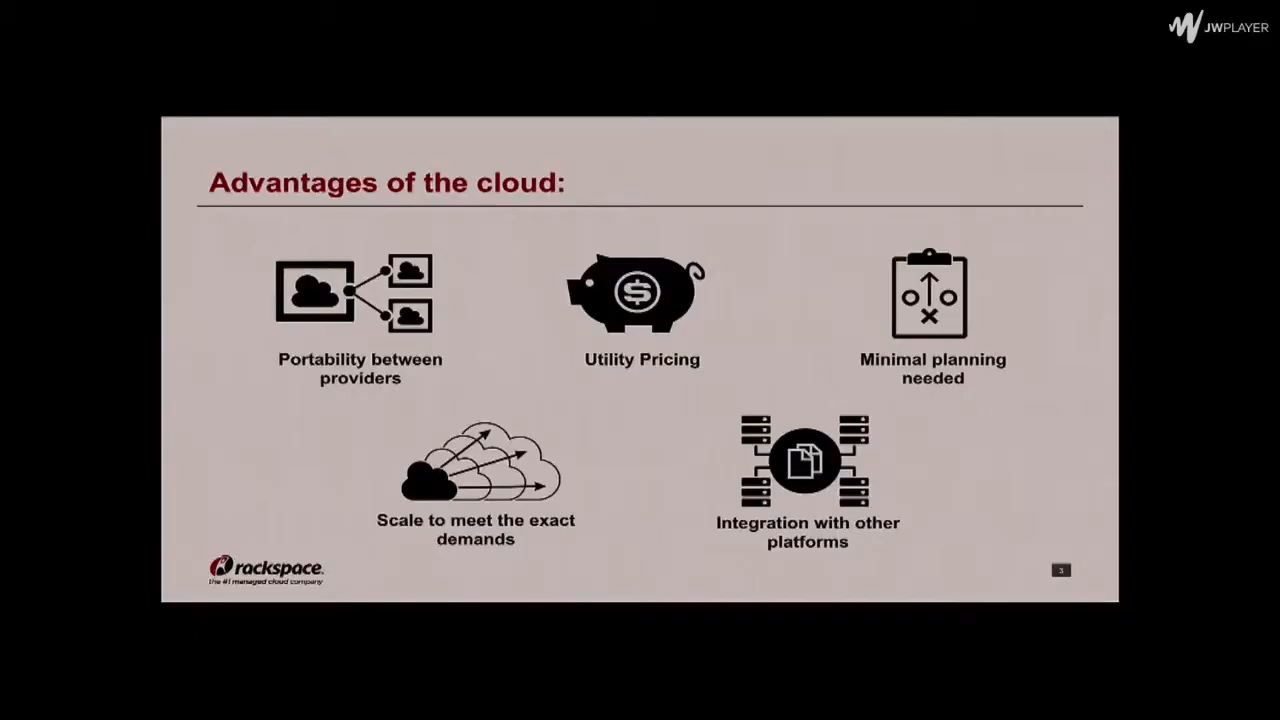 JWPLAYER
Advantages of the cloud:
Portability between
providers
Utility Pricing
Minimal planning
needed
Scale to meet the exact
demands
Integration with other
platforms
rackspace.
the #1 managed cloud company
3